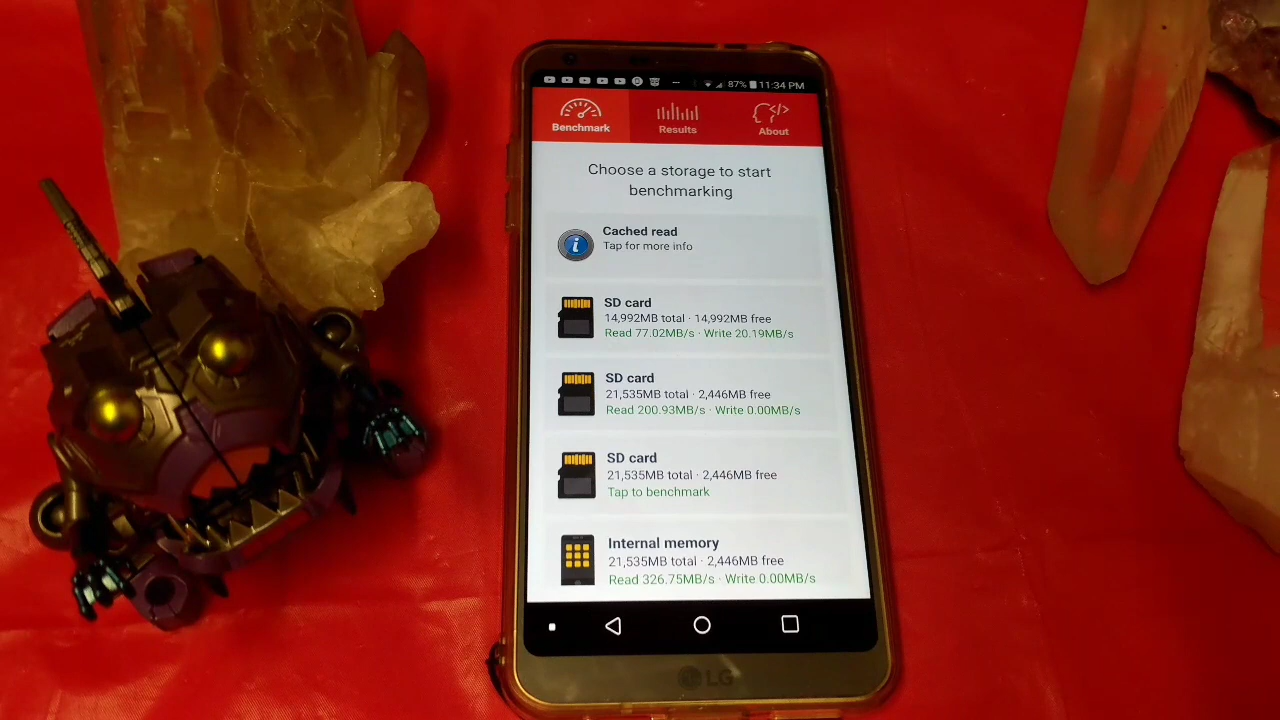 87% 11:34 PM
Benchmark
Results
About
Choose a storage to start
benchmarking
Cached read
Tap for more info
SD card
14,992MB total · 14,992MB free
Read 77.02MB/s · Write 20.19MB/s
SD card
21,535MB total · 2,446MB free
Read 200.93MB/s · Write 0.00MB/s
SD card
21,535MB total · 2,446MB free
Tap to benchmark
Internal memory
21,535MB total · 2,446MB free
Read 326.75MB/s · Write 0.00MB/s
LG